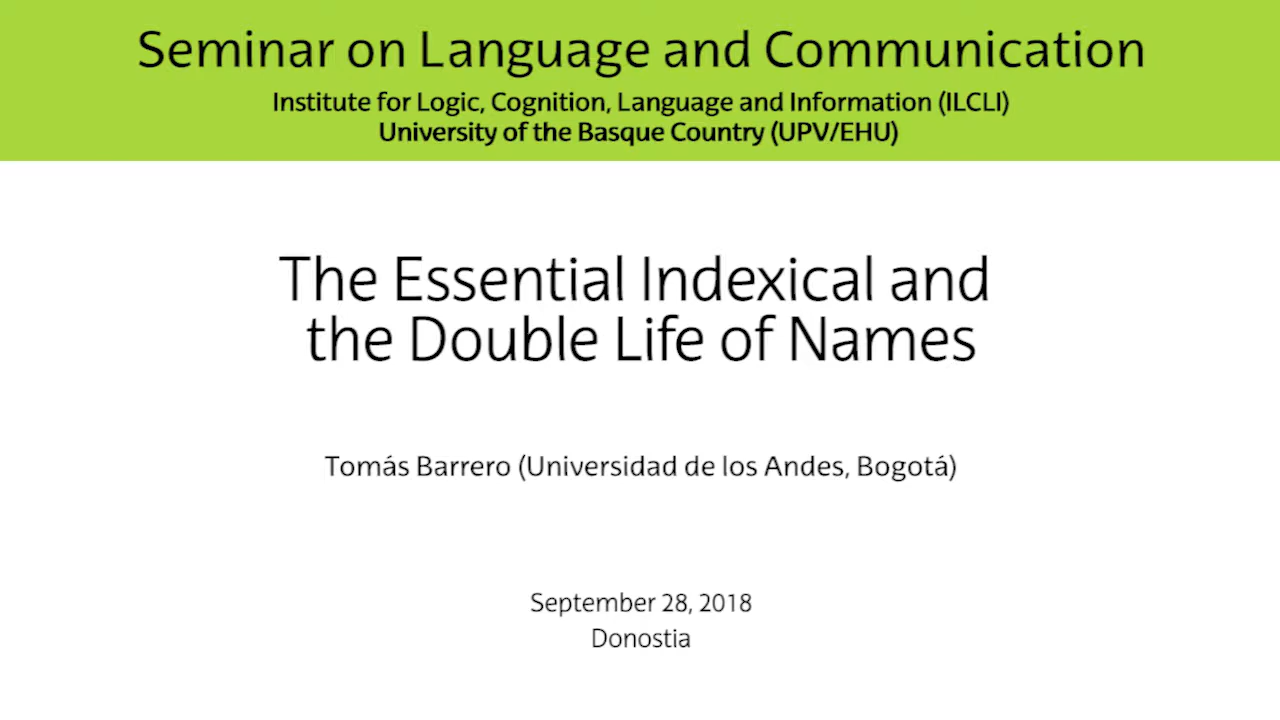 Seminar on Language and Communication
Institute for Logic, Cognition, Language and Information (ILCLI)
University of the Basque Country (UPV/EHU)
The Essential Indexical and
the Double Life of Names
Tomás Barrero (Universidad de los Andes, Bogotá)
September 28, 2018
Donostia